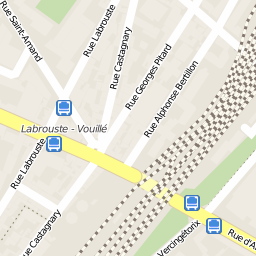 Rue Saint-Amand
Rue Labrouste
Rue Castagnary
Rue Georges Pitard
Rue Alphonse Bertillon
Labrouste - Vouillé
Rue Labrouste
Rue Castagnary
Vercingétorix
Rue d'A